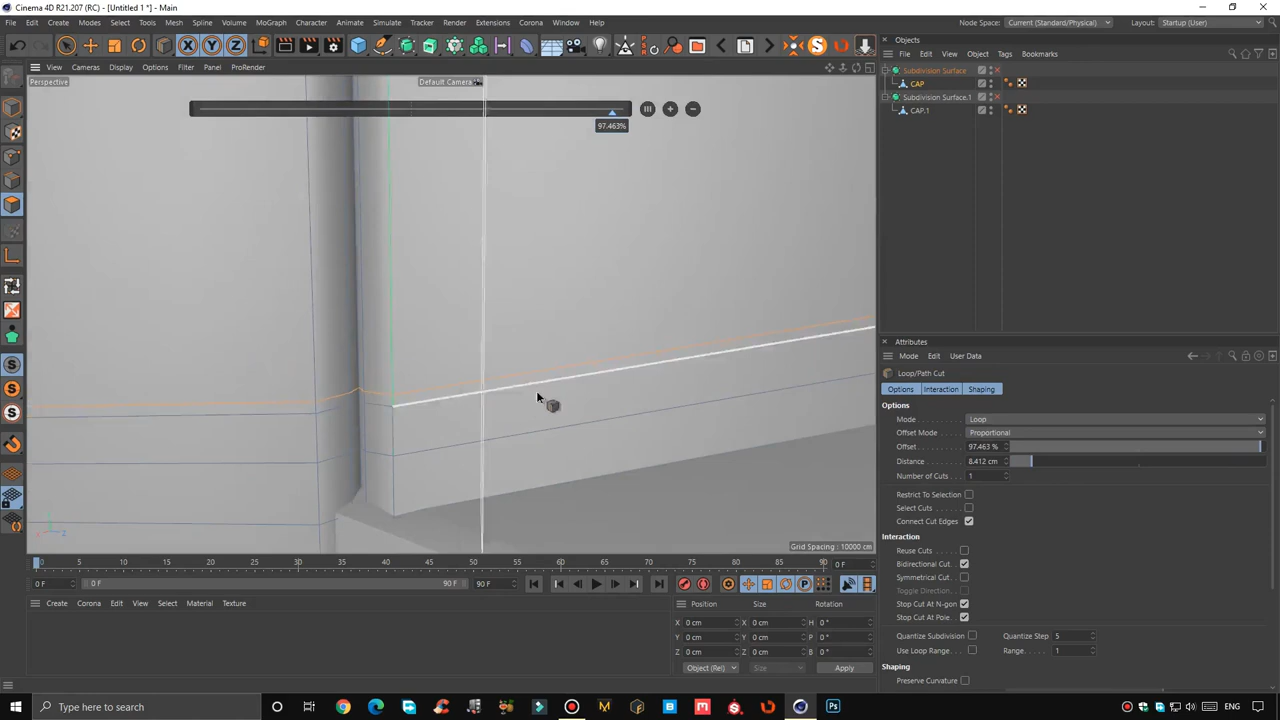 Cinema 4D R21.207 (RC) - [Untitled 1 *] - Main
File Edit Create Modes Select Tools Mesh Spline Volume MoGraph Character Animate Simulate Tracker Render Extensions Corona Window Help
Node Space: Current (Standard/Physical) Layout: Startup (User)
View Cameras Display Options Filter Panel ProRender
Perspective
Default Camera
97.463%
Grid Spacing : 10000 cm
Objects
File Edit View Object Tags Bookmarks
Subdivision Surface
CAP
Subdivision Surface.1
CAP.1
Attributes
Mode Edit User Data
Loop/Path Cut
Options Interaction Shaping
Options
Mode Loop
Offset Mode Proportional
Offset 97.463 %
Distance 8.412 cm
Number of Cuts 1
Restrict To Selection
Select Cuts
Connect Cut Edges
Interaction
Reuse Cuts
Bidirectional Cut
Symmetrical Cut
Toggle Direction
Stop Cut At N-gon
Stop Cut At Pole
Quantize Subdivision Quantize Step 5
Use Loop Range Range 1
Shaping
Preserve Curvature
0 5 10 15 20 25 30 35 40 45 50 55 60 65 70 75 80 85 90 0 F
0 F 0 F 90 F 90 F
Create Corona Edit View Select Material Texture
Position Size Rotation
X 0 cm X 0 cm H 0 °
Y 0 cm Y 0 cm P 0 °
Z 0 cm Z 0 cm B 0 °
Object (Rel) Size Apply
Type here to search
ENG